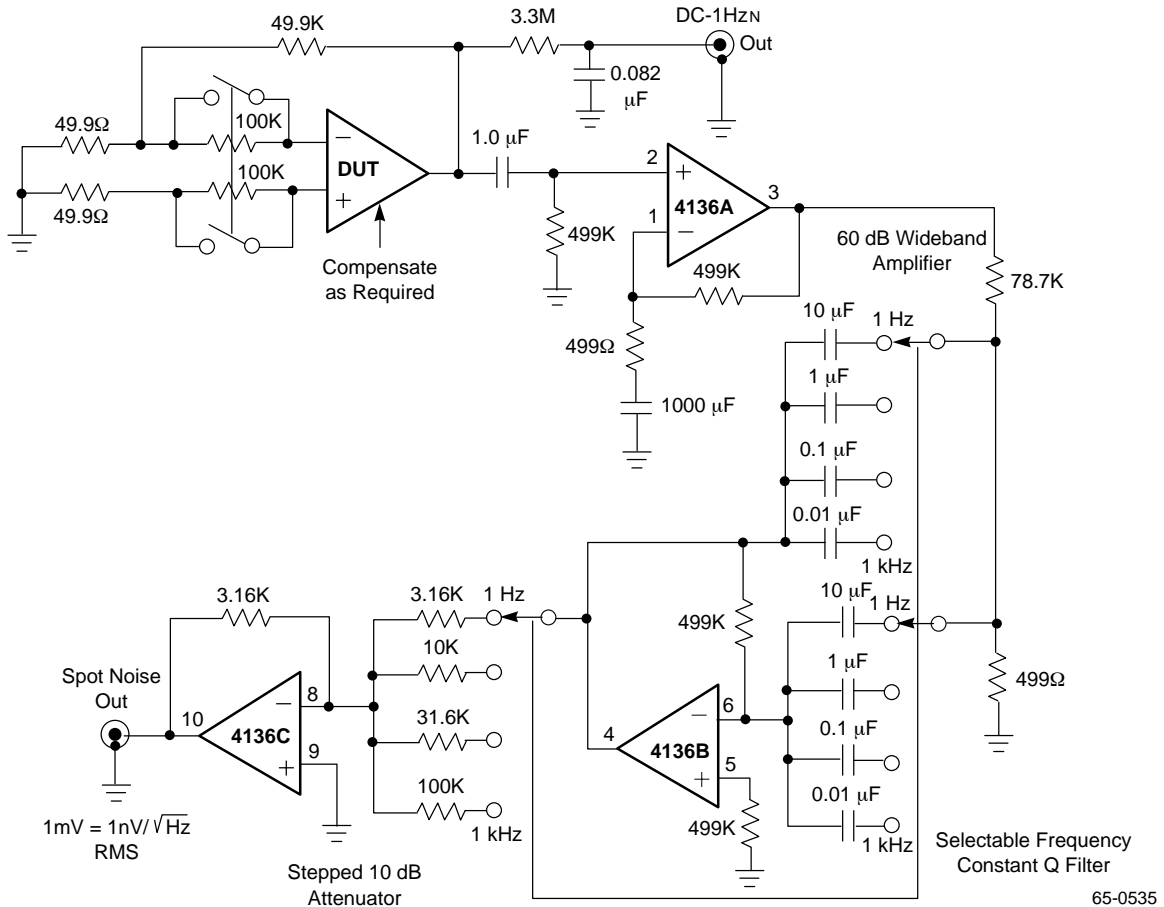 49.9K
3.3M
DC-1HzN
Out
0.082
μF
49.9Ω
100K
100K
49.9Ω
−
DUT
+
1.0 μF
Compensate
as Required
499K
2
+
4136A
3
1
−
499K
499Ω
1000 μF
60 dB Wideband
Amplifier
78.7K
10 μF
1 Hz
1 μF
0.1 μF
0.01 μF
1 kHz
10 μF
1 Hz
1 μF
0.1 μF
0.01 μF
1 kHz
499Ω
499K
−
6
4136B
4
+
5
499K
3.16K
1 Hz
10K
31.6K
100K
1 kHz
3.16K
−
8
4136C
10
+
9
Spot Noise
Out
1mV = 1nV/√Hz
RMS
Stepped 10 dB
Attenuator
Selectable Frequency
Constant Q Filter
65-0535